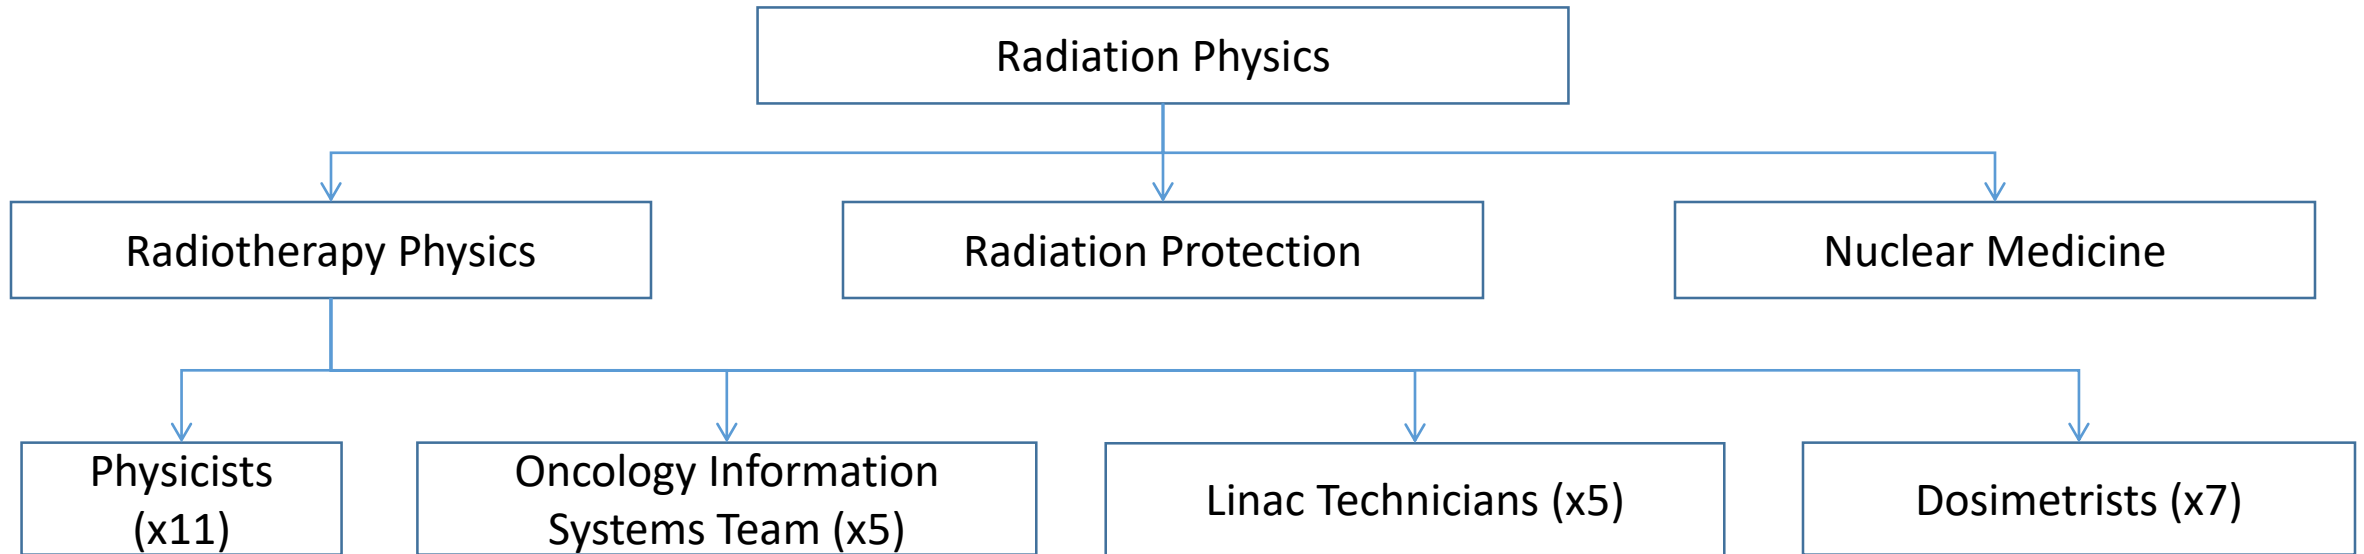 Radiation Physics
Radiotherapy Physics
Radiation Protection
Nuclear Medicine
Physicists
(x11)
Oncology Information
Systems Team (x5)
Linac Technicians (x5)
Dosimetrists (x7)